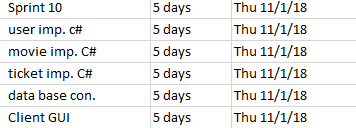 Sprint 10 5 days Thu 11/1/18
user imp. c# 5 days Thu 11/1/18
movie imp. C# 5 days Thu 11/1/18
ticket imp. C# 5 days Thu 11/1/18
data base con. 5 days Thu 11/1/18
Client GUI 5 days Thu 11/1/18